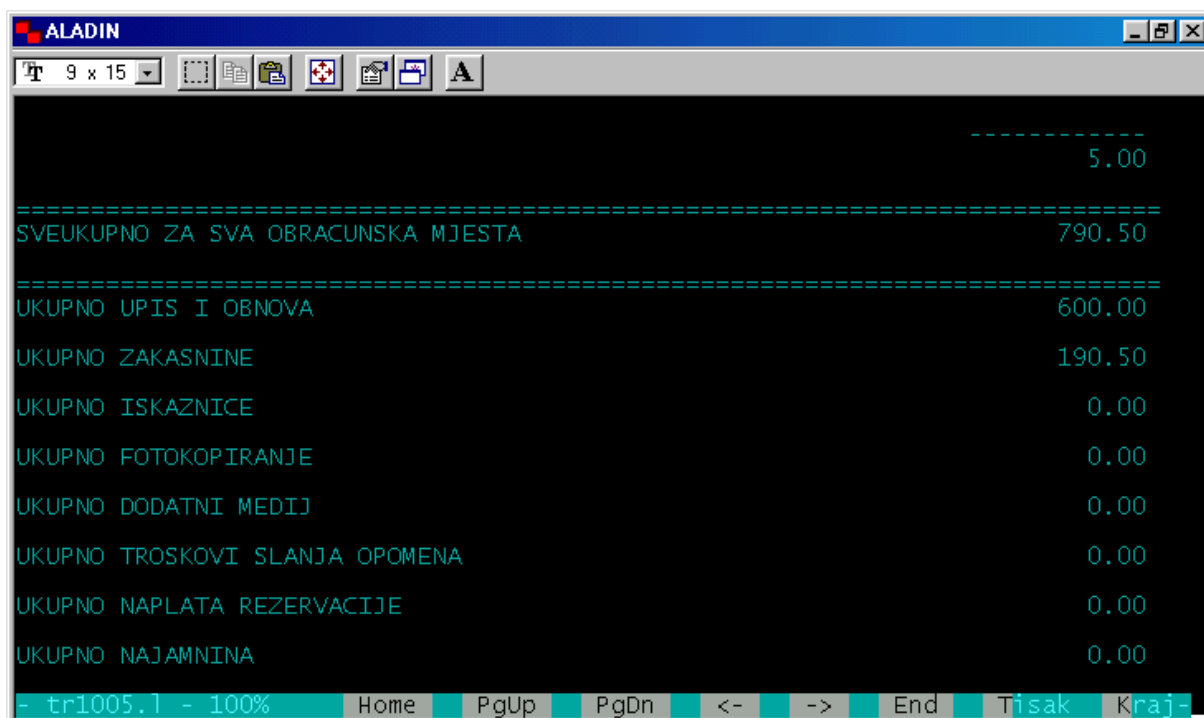 ALADIN
Tr 9 x 15 A
------------
5.00
=============================================================================
SVEUKUPNO ZA SVA OBRACUNSKA MJESTA 790.50
=============================================================================
UKUPNO UPIS I OBNOVA 600.00
UKUPNO ZAKASNINE 190.50
UKUPNO ISKAZNICE 0.00
UKUPNO FOTOKOPIRANJE 0.00
UKUPNO DODATNI MEDIJ 0.00
UKUPNO TROSKOVI SLANJA OPOMENA 0.00
UKUPNO NAPLATA REZERVACIJE 0.00
UKUPNO NAJAMNINA 0.00
- tr1005.l - 100% Home PgUp PgDn <- -> End Tisak Kraj-